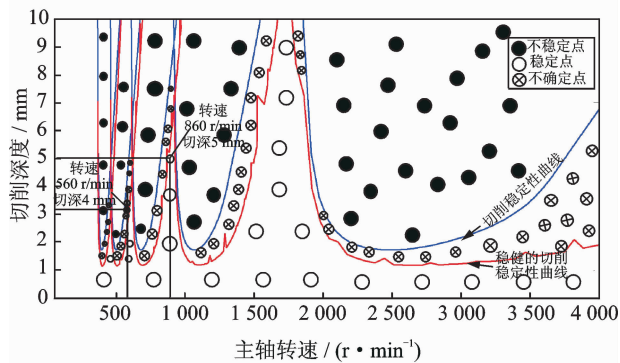 10
9
8
7
6
5
4
3
2
1
0
切削深度 / mm
不稳定点
稳定点
不确定点
转速
860 r/min
切深5 mm
转速
560 r/min
切深4 mm
切削稳定性曲线
稳健的切削
稳定性曲线
500
1 000
1 500
2 000
2 500
3 000
3 500
4 000
主轴转速 / (r·min⁻¹)